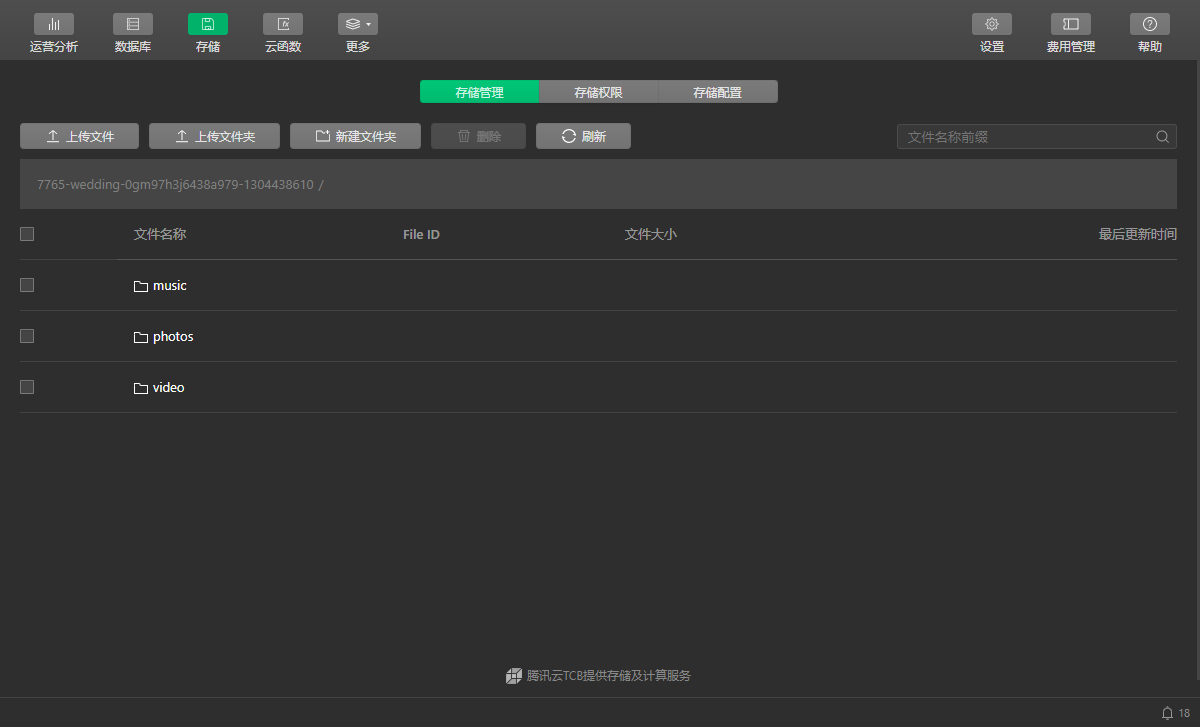 运营分析 数据库 存储 云函数 更多 设置 费用管理 帮助
存储管理 存储权限 存储配置
上传文件 上传文件夹 新建文件夹 删除 刷新 文件名称前缀
7765-wedding-0gm97h3j6438a979-1304438610 /
文件名称 File ID 文件大小 最后更新时间
music
photos
video
腾讯云TCB提供存储及计算服务
18